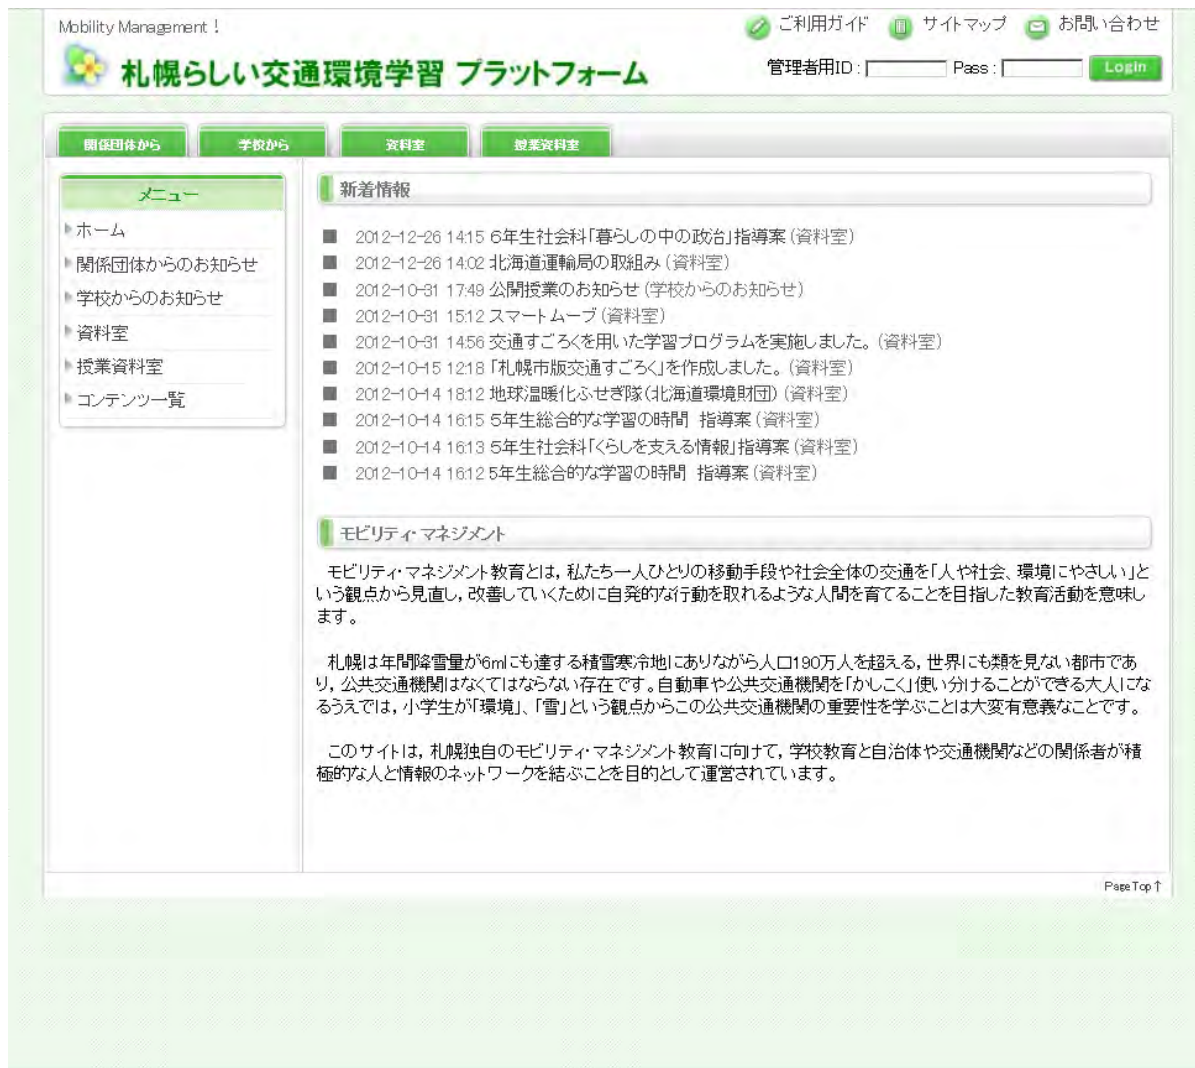 Mobility Management！
ご利用ガイド サイトマップ お問い合わせ
札幌らしい交通環境学習 プラットフォーム
管理者用ID： Pass： Login
関係団体から 学校から 資料室 授業資料室
メニュー
ホーム
関係団体からのお知らせ
学校からのお知らせ
資料室
授業資料室
コンテンツ一覧
新着情報
2012-12-26 14:15 6年生社会科「暮らしの中の政治」指導案 (資料室)
2012-12-26 14:02 北海道運輸局の取組み (資料室)
2012-10-31 17:49 公開授業のお知らせ (学校からのお知らせ)
2012-10-31 15:12 スマートムーブ (資料室)
2012-10-31 14:56 交通すごろくを用いた学習プログラムを実施しました。 (資料室)
2012-10-15 12:18 「札幌市版交通すごろく」を作成しました。 (資料室)
2012-10-14 18:12 地球温暖化ふせぎ隊（北海道環境財団） (資料室)
2012-10-14 16:15 5年生総合的な学習の時間 指導案 (資料室)
2012-10-14 16:13 5年生社会科「くらしを支える情報」指導案 (資料室)
2012-10-14 16:12 5年生総合的な学習の時間 指導案 (資料室)
モビリティ・マネジメント
モビリティ・マネジメント教育とは，私たち一人ひとりの移動手段や社会全体の交通を「人や社会、環境にやさしい」と
いう観点から見直し，改善していくために自発的な行動を取れるような人間を育てることを目指した教育活動を意味し
ます。
札幌は年間降雪量が6mにも達する積雪寒冷地にありながら人口190万人を超える，世界にも類を見ない都市であ
り，公共交通機関はなくてはならない存在です。自動車や公共交通機関を「かしこく」使い分けることができる大人にな
るうえでは，小学生が「環境」、「雪」という観点からこの公共交通機関の重要性を学ぶことは大変有意義なことです。
このサイトは，札幌独自のモビリティ・マネジメント教育に向けて，学校教育と自治体や交通機関などの関係者が積
極的な人と情報のネットワークを結ぶことを目的として運営されています。
PageTop↑